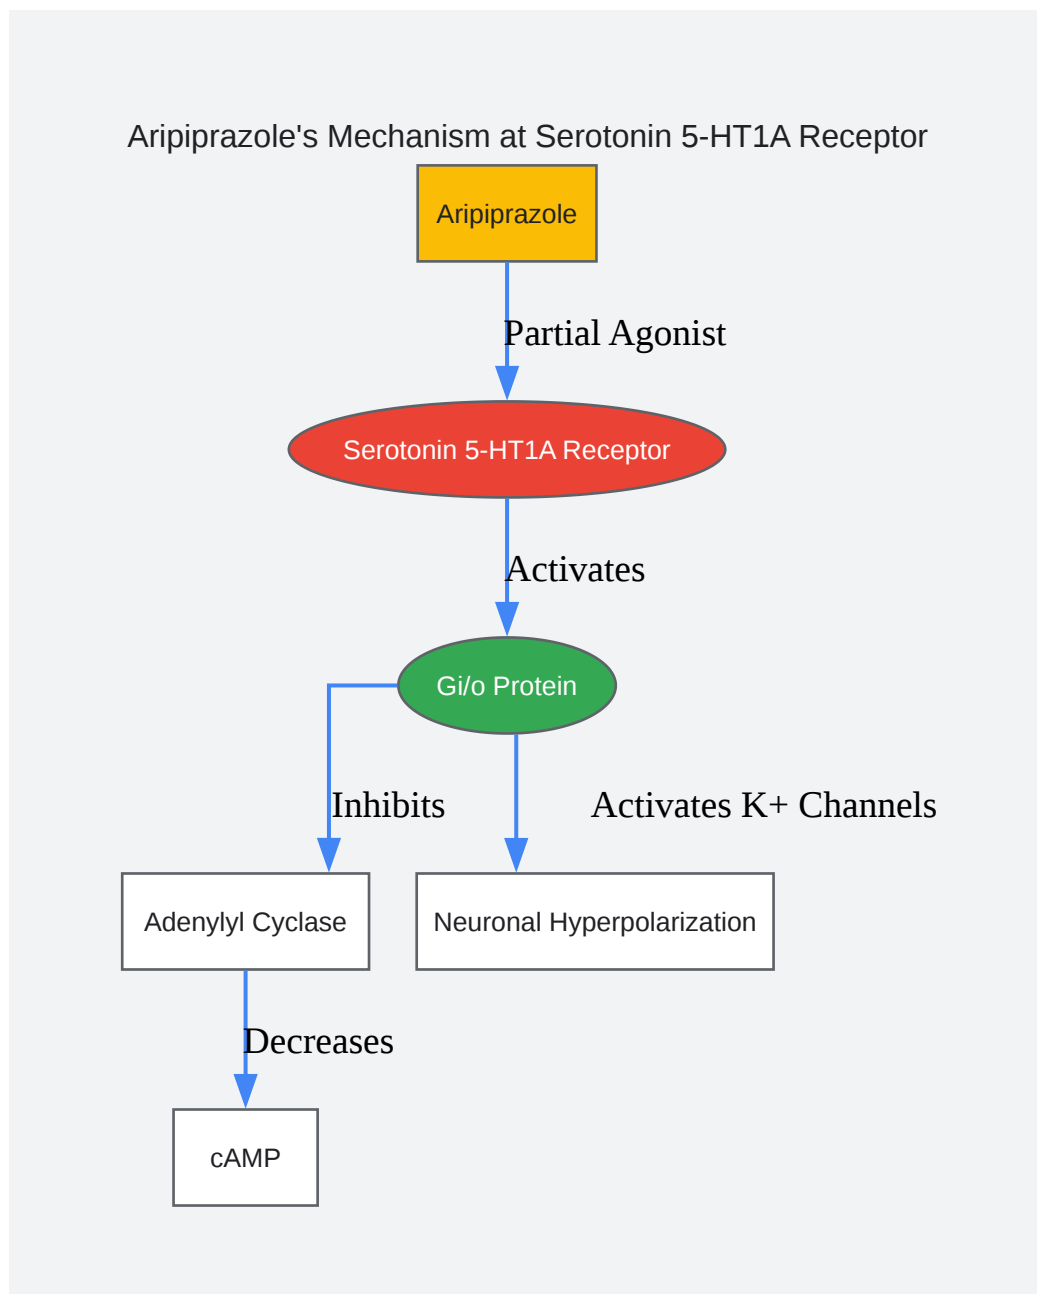 Aripiprazole's Mechanism at Serotonin 5-HT1A Receptor
Aripiprazole
Partial Agonist
Serotonin 5-HT1A Receptor
Activates
Gi/o Protein
Inhibits
Activates K+ Channels
Adenylyl Cyclase
Neuronal Hyperpolarization
Decreases
cAMP